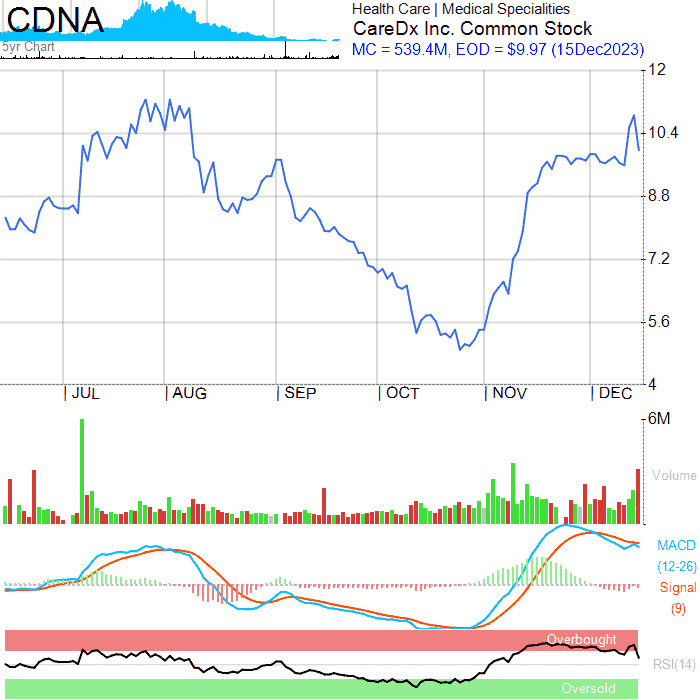 CDNA
5yr Chart
Health Care | Medical Specialities
CareDx Inc. Common Stock
MC = 539.4M, EOD = $9.97 (15Dec2023)
12
10.4
8.8
7.2
5.6
4
JUL AUG SEP OCT NOV DEC
6M
Volume
MACD
(12-26)
Signal
(9)
Overbought
RSI(14)
Oversold